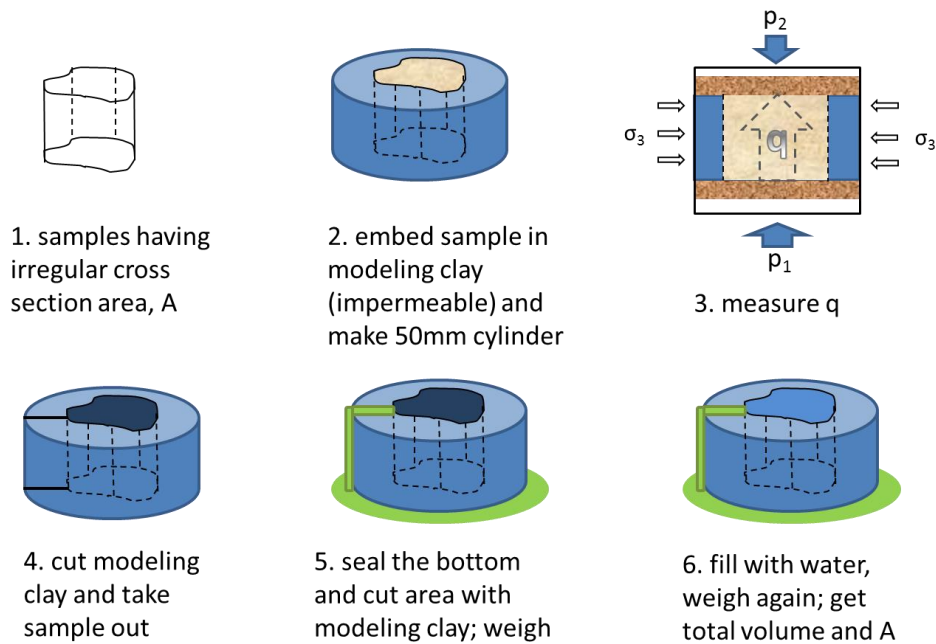 1. samples having
irregular cross
section area, A
2. embed sample in
modeling clay
(impermeable) and
make 50mm cylinder
p₂
σ₃
q
σ₃
p₁
3. measure q
4. cut modeling
clay and take
sample out
5. seal the bottom
and cut area with
modeling clay; weigh
6. fill with water,
weigh again; get
total volume and A